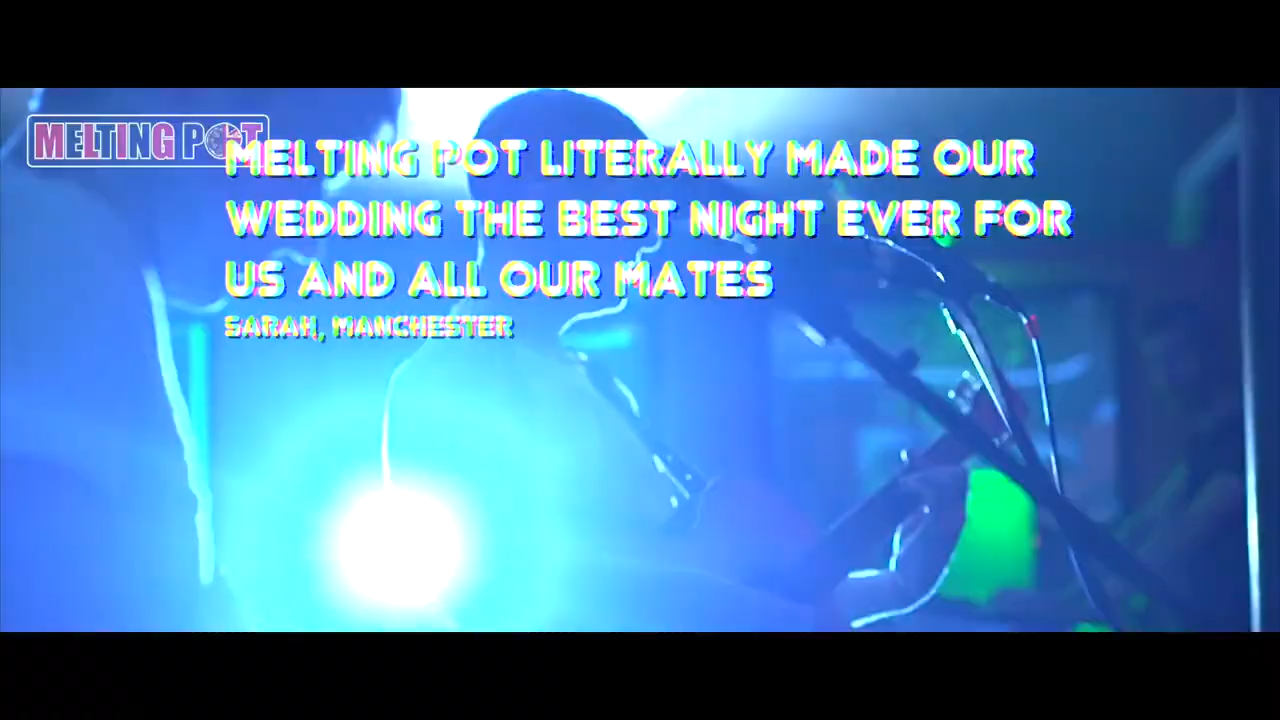 MELTING POT
MELTING POT LITERALLY MADE OUR
WEDDING THE BEST NIGHT EVER FOR
US AND ALL OUR MATES
SARAH, MANCHESTER